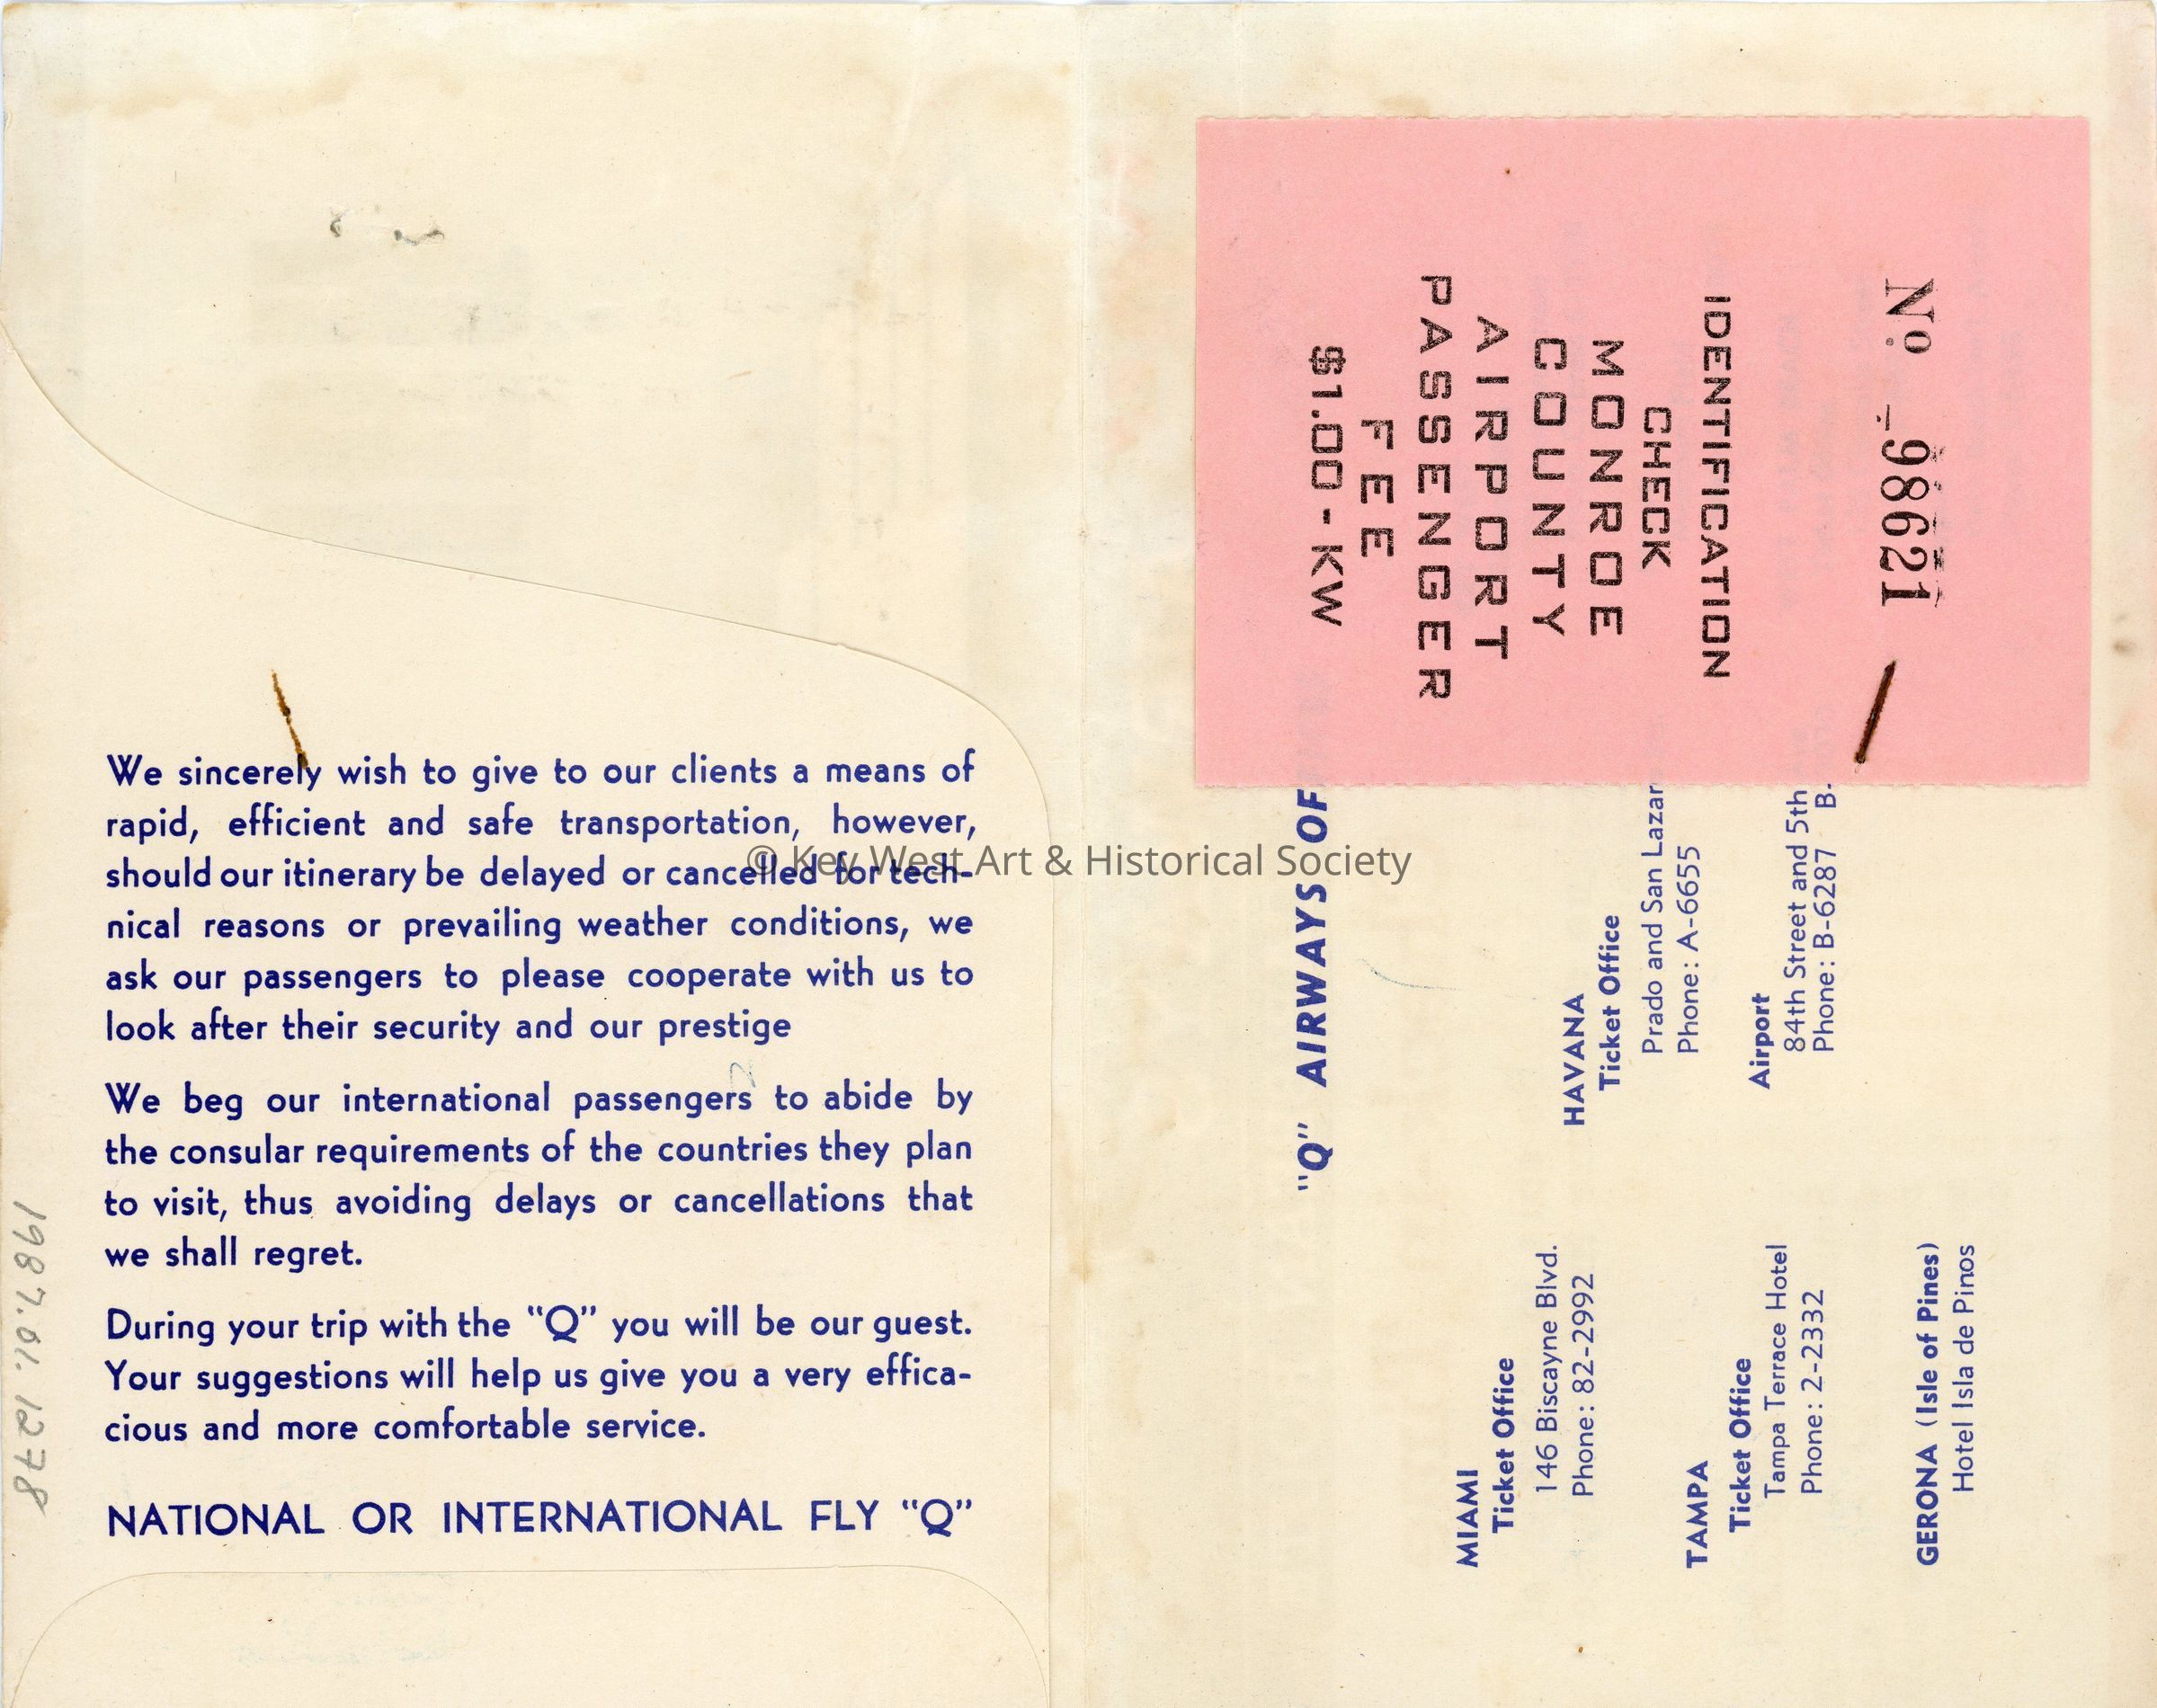 We sincerely wish to give to our clients a means of
rapid, efficient and safe transportation, however,
should our itinerary be delayed or cancelled for tech-
nical reasons or prevailing weather conditions, we
ask our passengers to please cooperate with us to
look after their security and our prestige
We beg our international passengers to abide by
the consular requirements of the countries they plan
to visit, thus avoiding delays or cancellations that
we shall regret.
During your trip with the "Q" you will be our guest.
Your suggestions will help us give you a very effica-
cious and more comfortable service.
NATIONAL OR INTERNATIONAL FLY "Q"
1987.01.1278
No 98621
IDENTIFICATION
CHECK
MONROE
COUNTY
AIRPORT
PASSENGER
FEE
$1.00-KW
"Q" AIRWAYS OF
MIAMI
Ticket Office
146 Biscayne Blvd.
Phone: 82-2992
TAMPA
Ticket Office
Tampa Terrace Hotel
Phone: 2-2332
GERONA (Isle of Pines)
Hotel Isla de Pinos
HAVANA
Ticket Office
Prado and San Lazar
Phone: A-6655
Airport
84th Street and 5th
Phone: B-6287 B-
© Key West Art & Historical Society